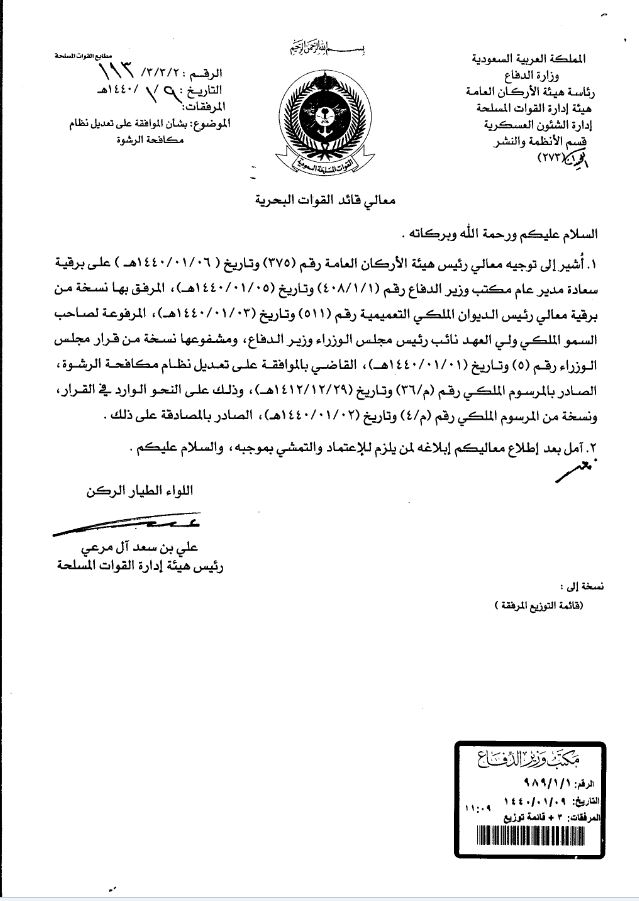 بسم الله الرحمن الرحيم
المملكة العربية السعودية
وزارة الدفاع
رئاسة هيئة الأركان العامة
هيئة إدارة القوات المسلحة
إدارة الشئون العسكرية
قسم الأنظمة والنشر
(٢٧٣)
مطابع القوات المسلحة
الرقم : ٣/٣/٢/ ١١٣
التاريخ : ٩ / ١ /١٤٤٠هـ
المرفقات:
الموضوع: بشأن الموافقة على تعديل نظام
مكافحة الرشوة
القوات المسلحة السعودية
معالي قائد القوات البحرية
السلام عليكم ورحمة الله وبركاته .
١. أشير إلى توجيه معالي رئيس هيئة الأركان العامة رقم (٣٧٥) وتاريخ ( ١٤٤٠/٠١/٠٦هـ ) على برقية
سعادة مدير عام مكتب وزير الدفاع رقم (٤٠٨/١/١) وتاريخ (١٤٤٠/٠١/٠٥هـ)، المرفق بها نسخة من
برقية معالي رئيس الديوان الملكي التعميمية رقم (٥١١) وتاريخ (١٤٤٠/٠١/٠٣هـ)، المرفوعة لصاحب
السمو الملكي ولي العهد نائب رئيس مجلس الوزراء وزير الدفاع، ومشفوعها نسخة من قرار مجلس
الوزراء رقم (٥) وتاريخ (١٤٤٠/٠١/٠١هـ)، القاضي بالموافقة على تعديل نظام مكافحة الرشوة،
الصادر بالمرسوم الملكي رقم (م/٣٦) وتاريخ (١٤١٢/١٢/٢٩هـ)، وذلك على النحو الوارد في القرار،
ونسخة من المرسوم الملكي رقم (م/٤) وتاريخ (١٤٤٠/٠١/٠٢هـ)، الصادر بالمصادقة على ذلك .
٢. آمل بعد إطلاع معاليكم إبلاغه لمن يلزم للإعتماد والتمشي بموجبه، والسلام عليكم .
اللواء الطيار الركن
علي بن سعد آل مرعي
رئيس هيئة إدارة القوات المسلحة
نسخة إلى :
(قائمة التوزيع المرفقة )
مكتب وزير الدفاع
الرقم: ٩٨٩/١/١
التاريخ: ١٤٤٠/٠١/٠٩ ١١:٠٩
المرفقات: ٣ + قائمة توزيع